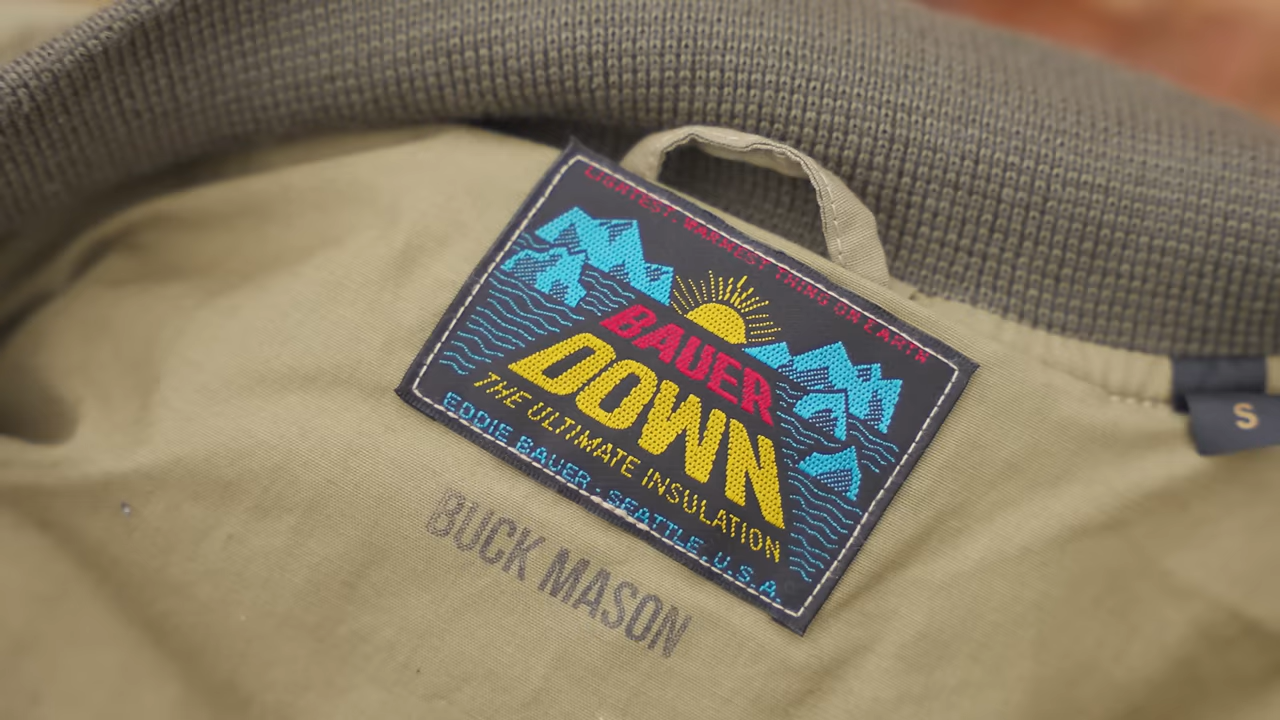 LIGHTEST, WARMEST THING ON EARTH
BAUER
DOWN
THE ULTIMATE INSULATION
EDDIE BAUER · SEATTLE, U.S.A.
BUCK MASON
S